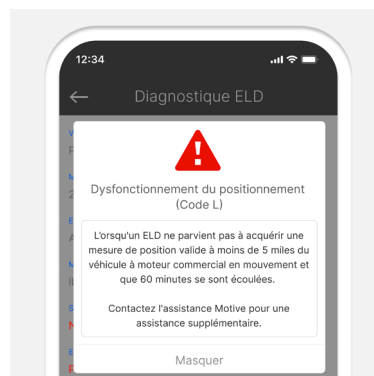 12:34
Diagnostique ELD
Dysfonctionnement du positionnement
(Code L)
L'orsqu'un ELD ne parvient pas à acquérir une
mesure de position valide à moins de 5 miles du
véhicule à moteur commercial en mouvement et
que 60 minutes se sont écoulées.
Contactez l'assistance Motive pour une
assistance supplémentaire.
Masquer